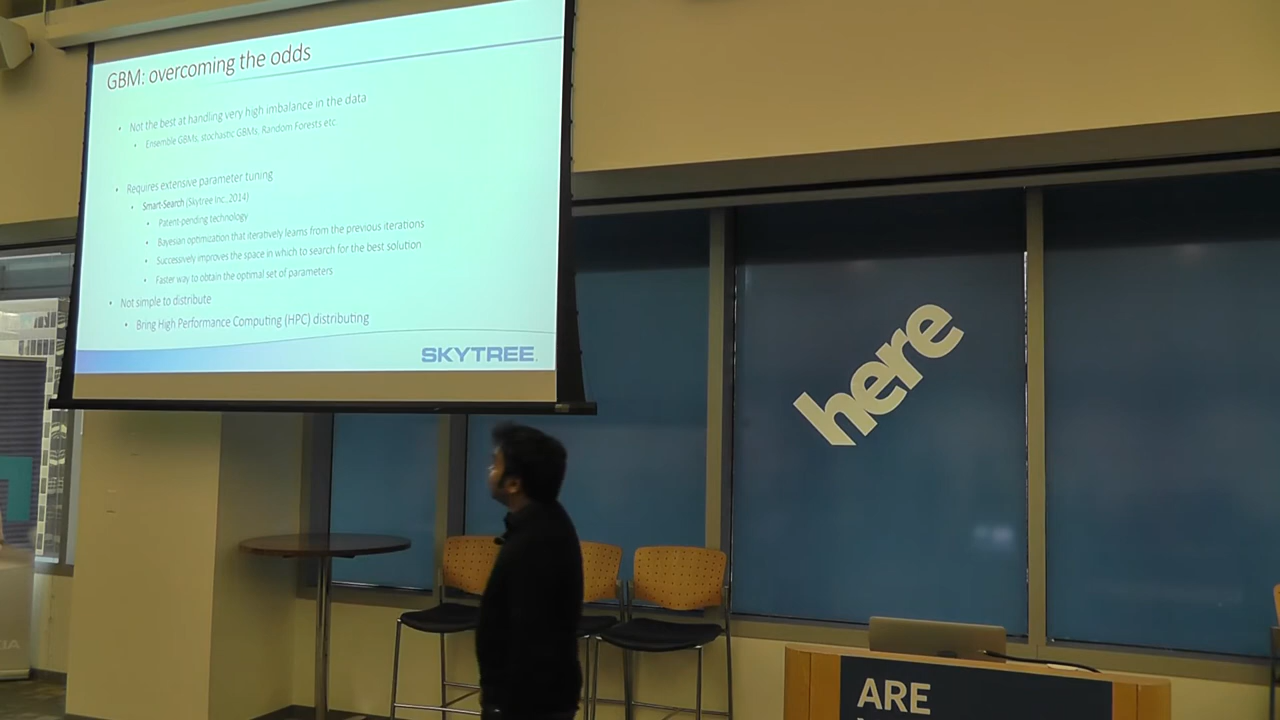 GBM: overcoming the odds
• Not the best at handling very high imbalance in the data
• Ensemble GBMs, stochastic GBMs, Random Forests etc.
• Requires extensive parameter tuning
• Smart-Search (Skytree Inc., 2014)
• Patent-pending technology
• Bayesian optimization that iteratively learns from the previous iterations
• Successively improves the space in which to search for the best solution
• Faster way to obtain the optimal set of parameters
• Not simple to distribute
• Bring High Performance Computing (HPC) distributing
SKYTREE
here
ARE